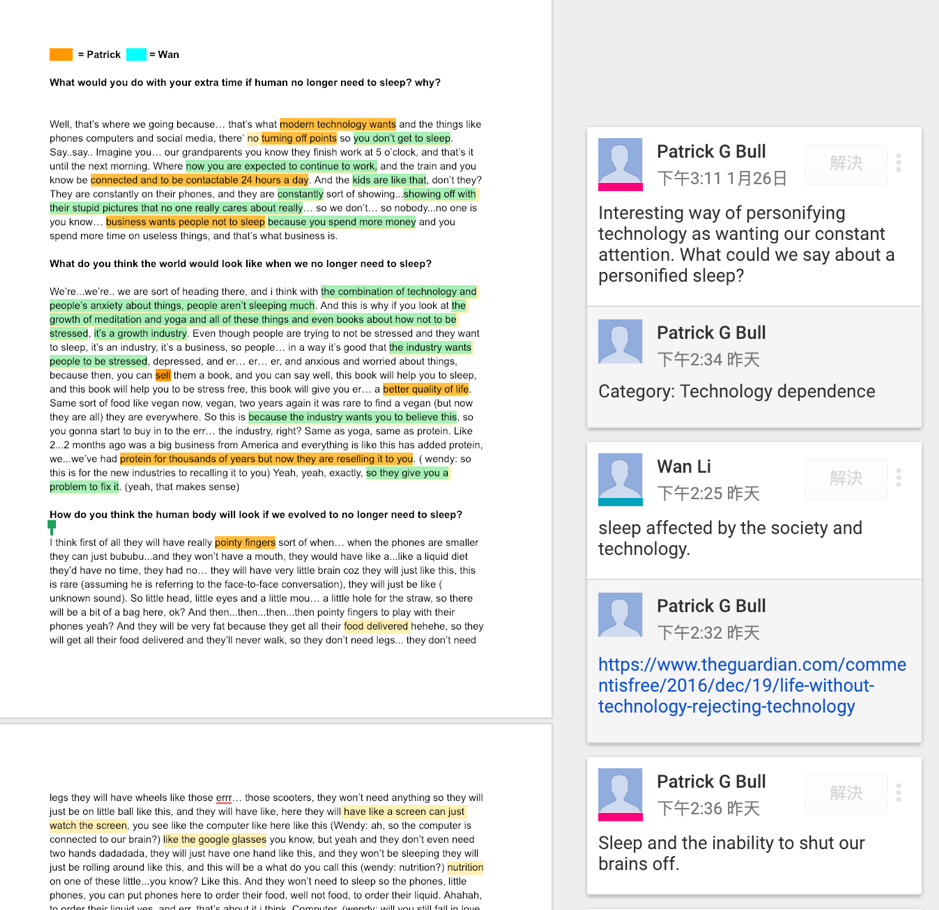 = Patrick = Wan
What would you do with your extra time if human no longer need to sleep? why?
Well, that's where we going because... that's what modern technology wants and the things like
phones computers and social media, there' no turning off points so you don't get to sleep.
Say..say.. Imagine you... our grandparents you know they finish work at 5 o'clock, and that's it
until the next morning. Where now you are expected to continue to work, and the train and you
know be connected and to be contactable 24 hours a day. And the kids are like that, don't they?
They are constantly on their phones, and they are constantly sort of showing...showing off with
their stupid pictures that no one really cares about really... so we don't... so nobody...no one is
you know... business wants people not to sleep because you spend more money and you
spend more time on useless things, and that's what business is.
What do you think the world would look like when we no longer need to sleep?
We're...we're.. we are sort of heading there, and i think with the combination of technology and
people's anxiety about things, people aren't sleeping much. And this is why if you look at the
growth of meditation and yoga and all of these things and even books about how not to be
stressed, it's a growth industry. Even though people are trying to not be stressed and they want
to sleep, it's an industry, it's a business, so people... in a way it's good that the industry wants
people to be stressed, depressed, and er... er... er, and anxious and worried about things,
because then, you can sell them a book, and you can say well, this book will help you to sleep,
and this book will help you to be stress free, this book will give you er... a better quality of life.
Same sort of food like vegan now, vegan, two years again it was rare to find a vegan (but now
they are all) they are everywhere. So this is because the industry wants you to believe this, so
you gonna start to buy in to the err... the industry, right? Same as yoga, same as protein. Like
2...2 months ago was a big business from America and everything is like this has added protein,
we...we've had protein for thousands of years but now they are reselling it to you. ( wendy: so
this is for the new industries to recalling it to you) Yeah, yeah, exactly, so they give you a
problem to fix it. (yeah, that makes sense)
How do you think the human body will look if we evolved to no longer need to sleep?
I think first of all they will have really pointy fingers sort of when... when the phones are smaller
they can just bububu...and they won't have a mouth, they would have like a...like a liquid diet
they'd have no time, they had no... they will have very little brain coz they will just like this, this
is rare (assuming he is referring to the face-to-face conversation), they will just be like (
unknown sound). So little head, little eyes and a little mou... a little hole for the straw, so there
will be a bit of a bag here, ok? And then...then...then...then pointy fingers to play with their
phones yeah? And they will be very fat because they get all their food delivered hehehe, so they
will get all their food delivered and they'll never walk, so they don't need legs... they don't need
legs they will have wheels like those errr... those scooters, they won't need anything so they will
just be on little ball like this, and they will have like, here they will have like a screen can just
watch the screen, you see like the computer like here like this (Wendy: ah, so the computer is
connected to our brain?) like the google glasses you know, but yeah and they don't even need
two hands dadadada, they will just have one hand like this, and they won't be sleeping they will
just be rolling around like this, and this will be a what do you call this (wendy: nutrition?) nutrition
on one of these little...you know? Like this. And they won't need to sleep so the phones, little
phones, you can put phones here to order their food, well not food, to order their liquid. Ahahah,
to order their liquid yes, and err, that's about it i think. Computer. (wendy: will you still fall in love
Patrick G Bull
下午3:11 1月26日
解決
Interesting way of personifying
technology as wanting our constant
attention. What could we say about a
personified sleep?
Patrick G Bull
下午2:34 昨天
Category: Technology dependence
Wan Li
下午2:25 昨天
解決
sleep affected by the society and
technology.
Patrick G Bull
下午2:32 昨天
https://www.theguardian.com/comme
ntisfree/2016/dec/19/life-without-
technology-rejecting-technology
Patrick G Bull
下午2:36 昨天
解決
Sleep and the inability to shut our
brains off.